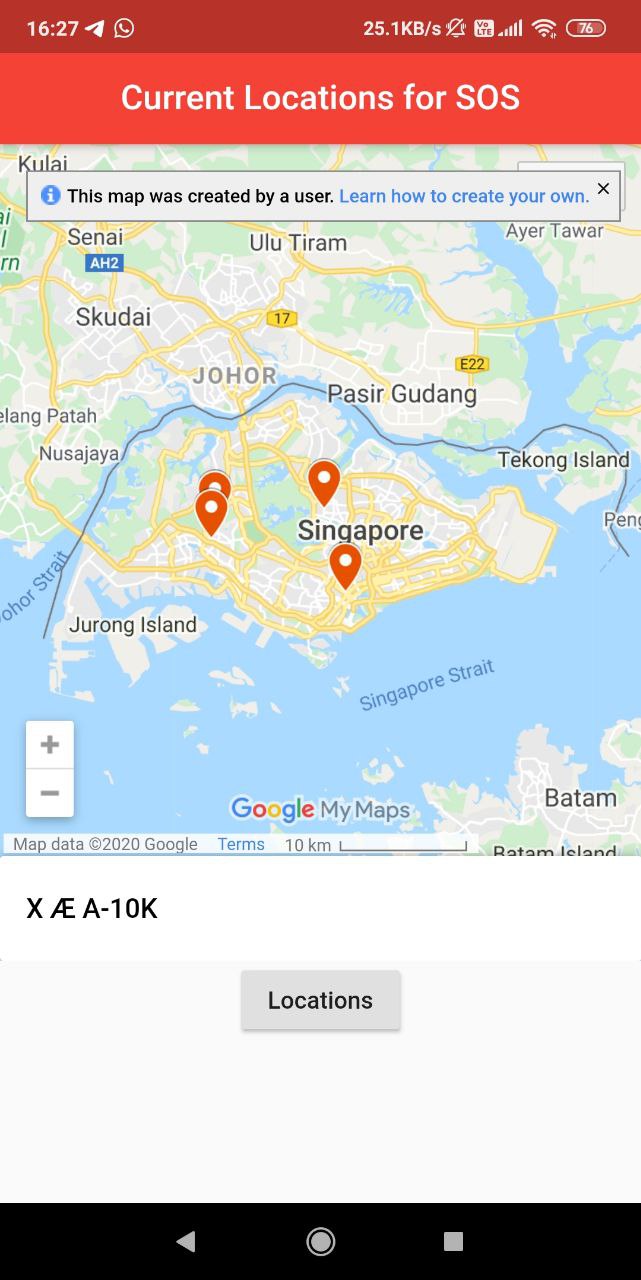 16:27
25.1KB/s
Vo LTE
76
Current Locations for SOS
Kulai
This map was created by a user. Learn how to create your own.
Senai
Ulu Tiram
Ayer Tawar
AH2
Skudai
17
JOHOR
E22
Pasir Gudang
elang Patah
Nusajaya
Tekong Island
Singapore
Peng
ohor Strait
Jurong Island
Singapore Strait
Batam
Google My Maps
Map data ©2020 Google Terms 10 km
Batam Island
X Æ A-10K
Locations